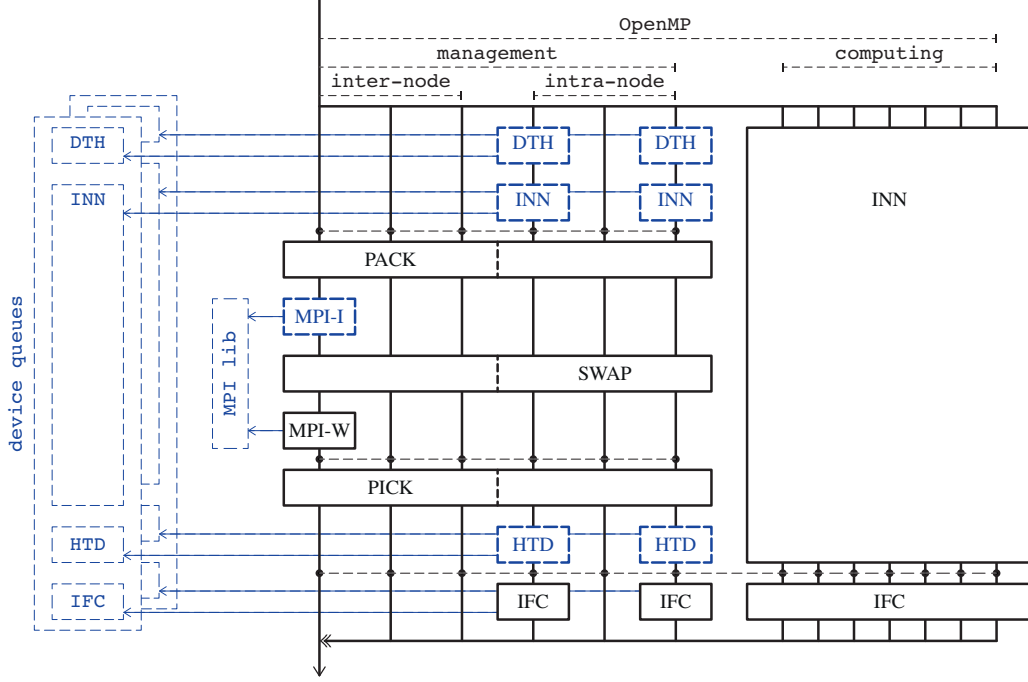 OpenMP
management computing
inter-node intra-node
DTH DTH DTH
INN INN INN INN
PACK
MPI-I
device queues
MPI lib
SWAP
MPI-W
PICK
HTD HTD HTD
IFC IFC IFC IFC